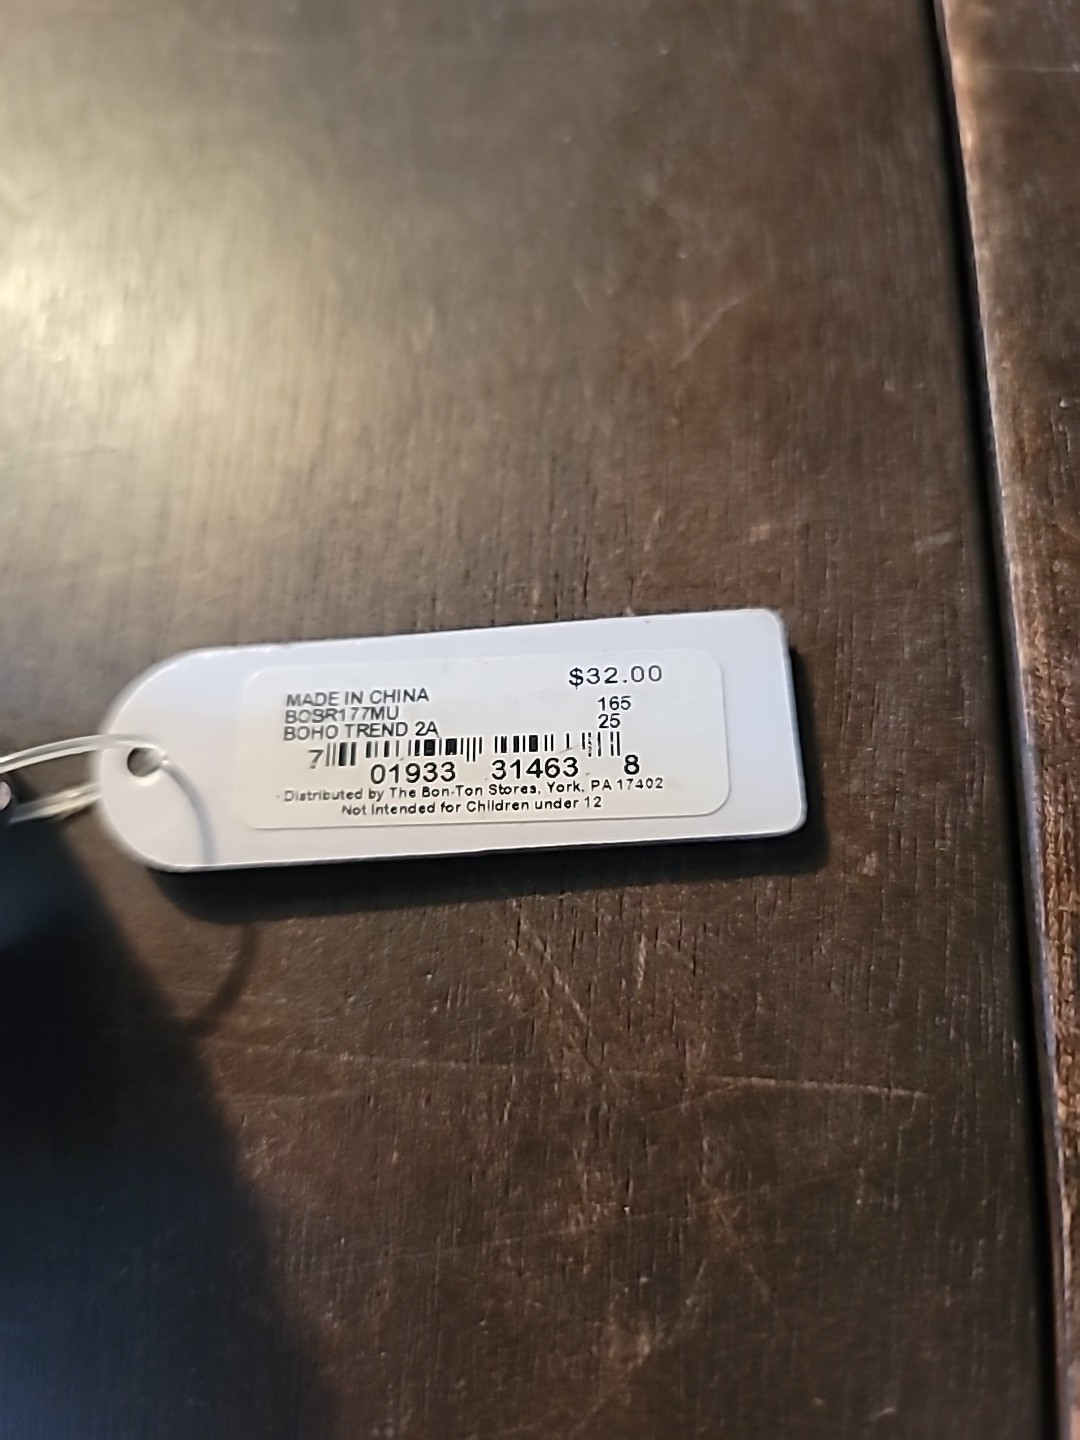 $32.00
MADE IN CHINA
165
BOSR177MU
25
BOHO TREND 2A
7 01933 31463 8
Distributed by The Bon-Ton Stores, York, PA 17402
Not Intended for Children under 12